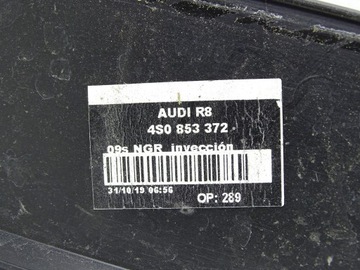 AUDI R8
4S0 853 372
09s NGR inyección
31/10/19 06:56
OP: 289